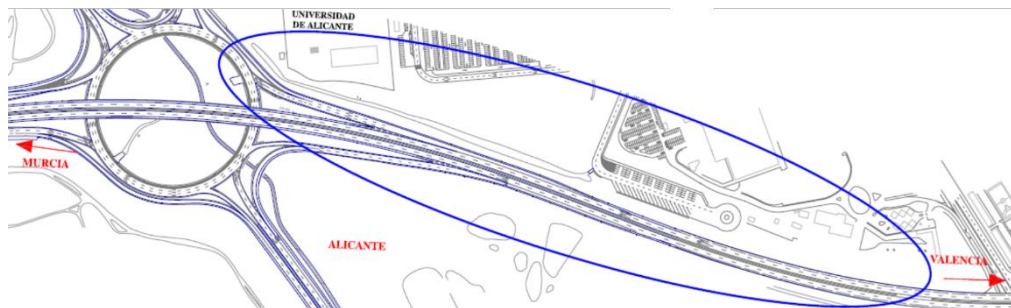 UNIVERSIDAD
DE ALICANTE
MURCIA
ALICANTE
VALENCIA